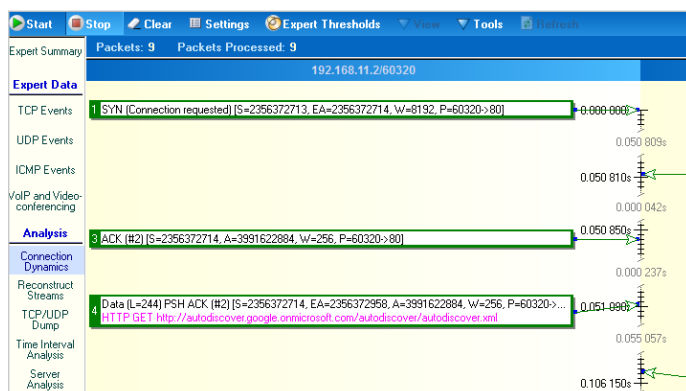 Start Stop Clear Settings Expert Thresholds View Tools Refresh
Expert Summary
Packets: 9 Packets Processed: 9
192.168.11.2/60320
Expert Data
TCP Events
1 SYN (Connection requested) [S=2356372713, EA=2356372714, W=8192, P=60320->80]
0.000 000
UDP Events
0.050 809s
ICMP Events
0.050 810s
VoIP and Video-
conferencing
0.000 042s
Analysis
3 ACK (#2) [S=2356372714, A=3991622884, W=256, P=60320->80]
0.050 850s
Connection
Dynamics
0.000 237s
Reconstruct
Streams
4 Data (L=244) PSH ACK (#2) [S=2356372714, EA=2356372958, A=3991622884, W=256, P=60320->...
HTTP GET http://autodiscover.google.onmicrosoft.com/autodiscover/autodiscover.xml
0.051 090
TCP/UDP
Dump
0.055 057s
Time Interval
Analysis
Server
Analysis
0.106 150s